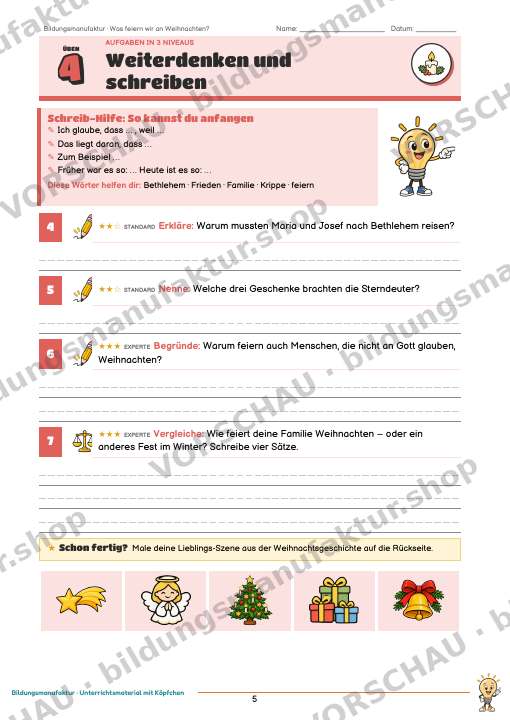 Bildungsmanufaktur · Was feiern wir an Weihnachten? Name: Datum:
AUFGABEN IN 3 NIVEAUS
ÜBEN
4
Weiterdenken und
schreiben
Schreib-Hilfe: So kannst du anfangen
✎ Ich glaube, dass …, weil …
✎ Das liegt daran, dass …
✎ Zum Beispiel …
✎ Früher war es so: … Heute ist es so: …
Diese Wörter helfen dir: Bethlehem · Frieden · Familie · Krippe · feiern
4 ★★☆ STANDARD Erkläre: Warum mussten Maria und Josef nach Bethlehem reisen?
5 ★★☆ STANDARD Nenne: Welche drei Geschenke brachten die Sterndeuter?
6 ★★★ EXPERTE Begründe: Warum feiern auch Menschen, die nicht an Gott glauben,
Weihnachten?
7 ★★★ EXPERTE Vergleiche: Wie feiert deine Familie Weihnachten – oder ein
anderes Fest im Winter? Schreibe vier Sätze.
★ Schon fertig? Male deine Lieblings-Szene aus der Weihnachtsgeschichte auf die Rückseite.
Bildungsmanufaktur · Unterrichtsmaterial mit Köpfchen
5
VORSCHAU · bildungsmanufaktur.shop